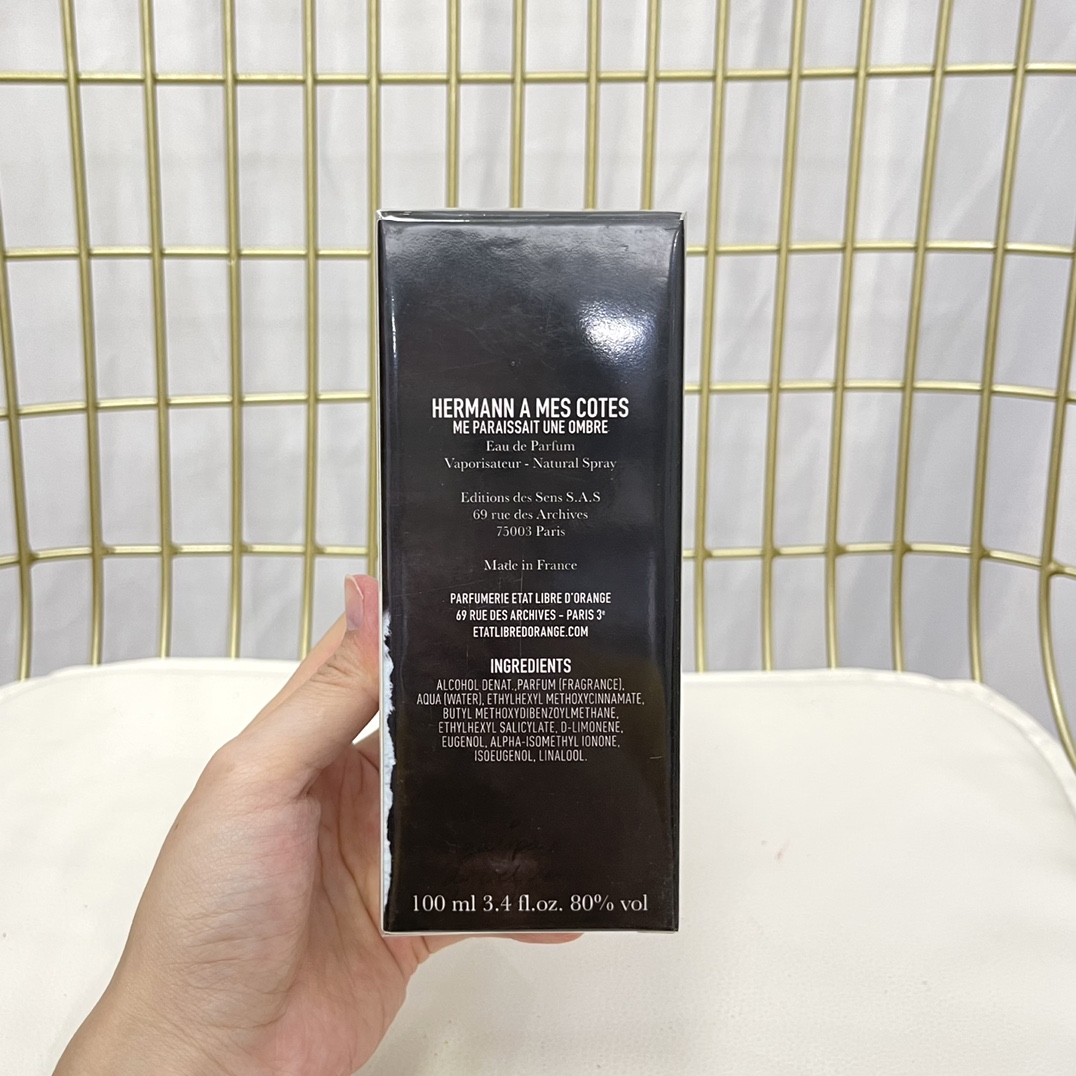 HERMANN A MES COTES
ME PARAISSAIT UNE OMBRE
Eau de Parfum
Vaporisateur - Natural Spray
Editions des Sens S.A.S
69 rue des Archives
75003 Paris
Made in France
PARFUMERIE ETAT LIBRE D'ORANGE
69 RUE DES ARCHIVES - PARIS 3e
ETATLIBREDORANGE.COM
INGREDIENTS
ALCOHOL DENAT.,PARFUM (FRAGRANCE),
AQUA (WATER), ETHYLHEXYL METHOXYCINNAMATE,
BUTYL METHOXYDIBENZOYLMETHANE,
ETHYLHEXYL SALICYLATE, D-LIMONENE,
EUGENOL, ALPHA-ISOMETHYL IONONE,
ISOEUGENOL, LINALOOL.
100 ml 3.4 fl.oz. 80% vol